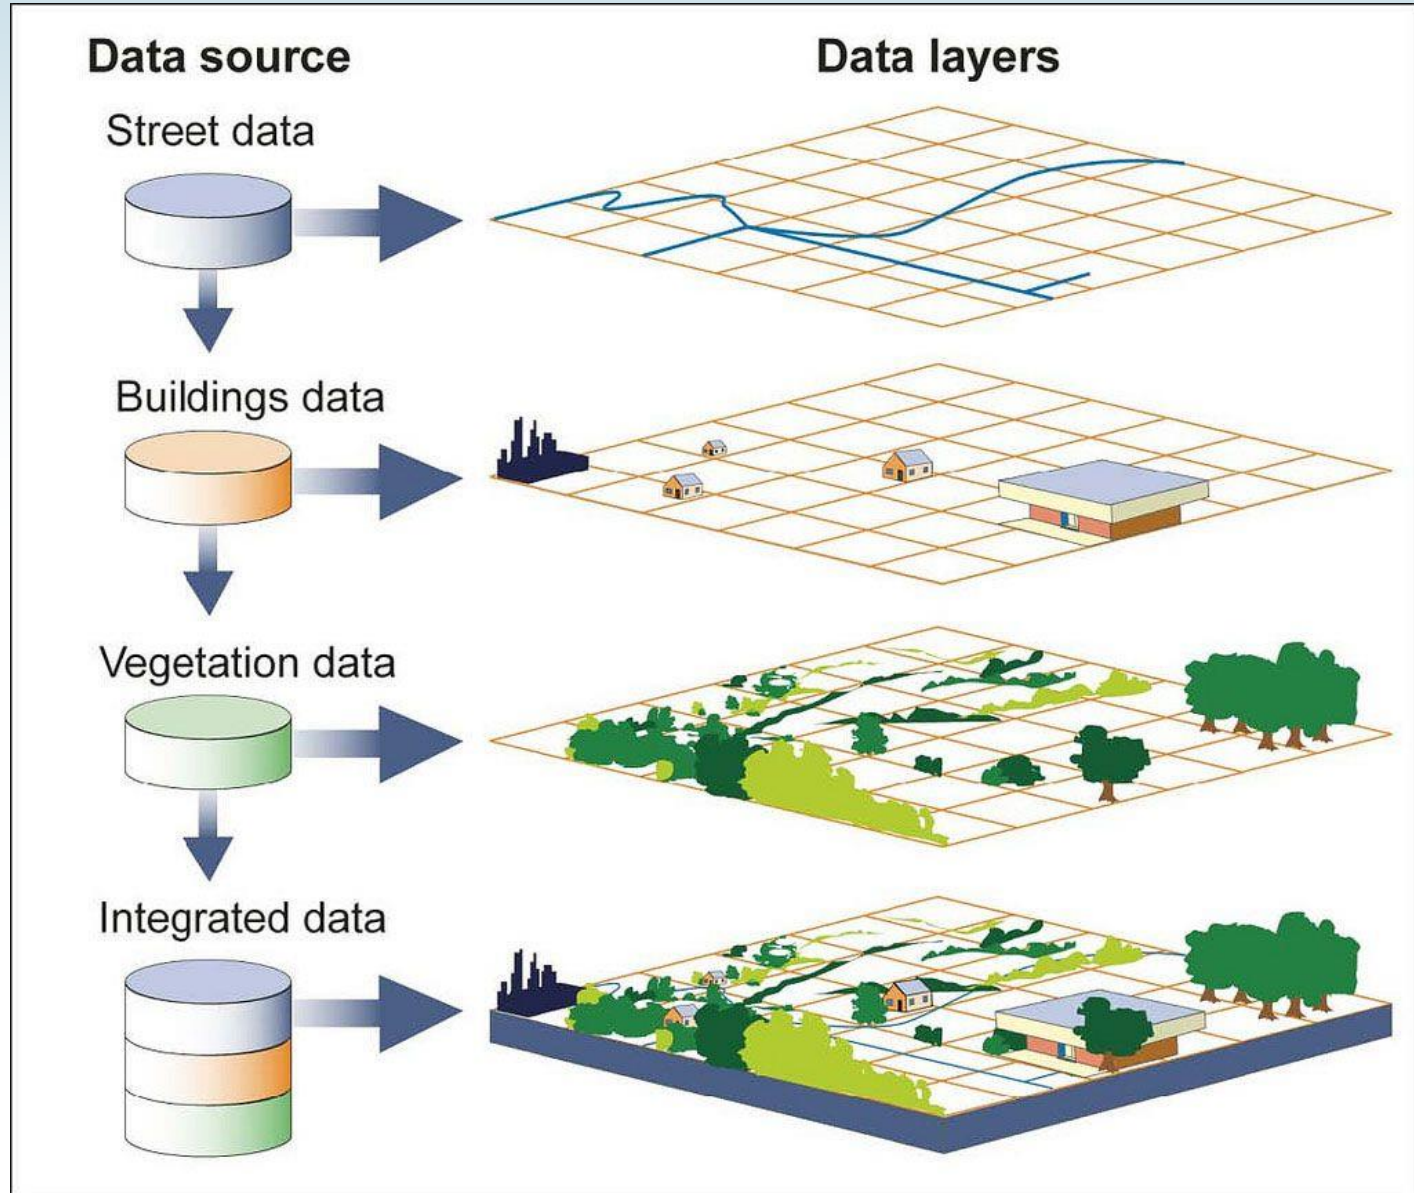 Data source
Data layers
Street data
Buildings data
Vegetation data
Integrated data